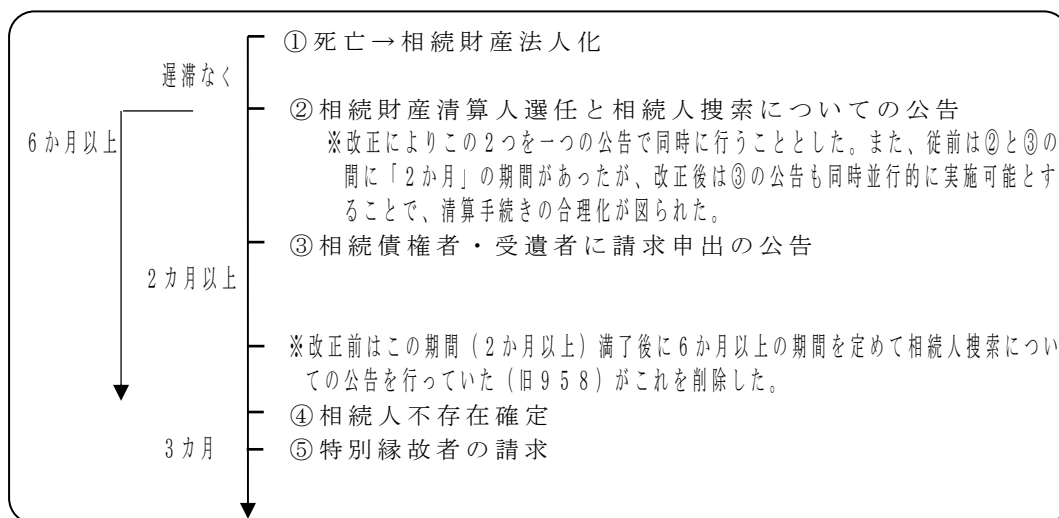 ①死亡→相続財産法人化
遅滞なく
②相続財産清算人選任と相続人捜索についての公告
6か月以上
※改正によりこの2つを一つの公告で同時に行うこととした。また、従前は②と③の
間に「2か月」の期間があったが、改正後は③の公告も同時並行的に実施可能とす
ることで、清算手続きの合理化が図られた。
③相続債権者・受遺者に請求申出の公告
2カ月以上
※改正前はこの期間(2か月以上)満了後に6か月以上の期間を定めて相続人捜索につい
ての公告を行っていた(旧958)がこれを削除した。
④相続人不存在確定
3カ月
⑤特別縁故者の請求